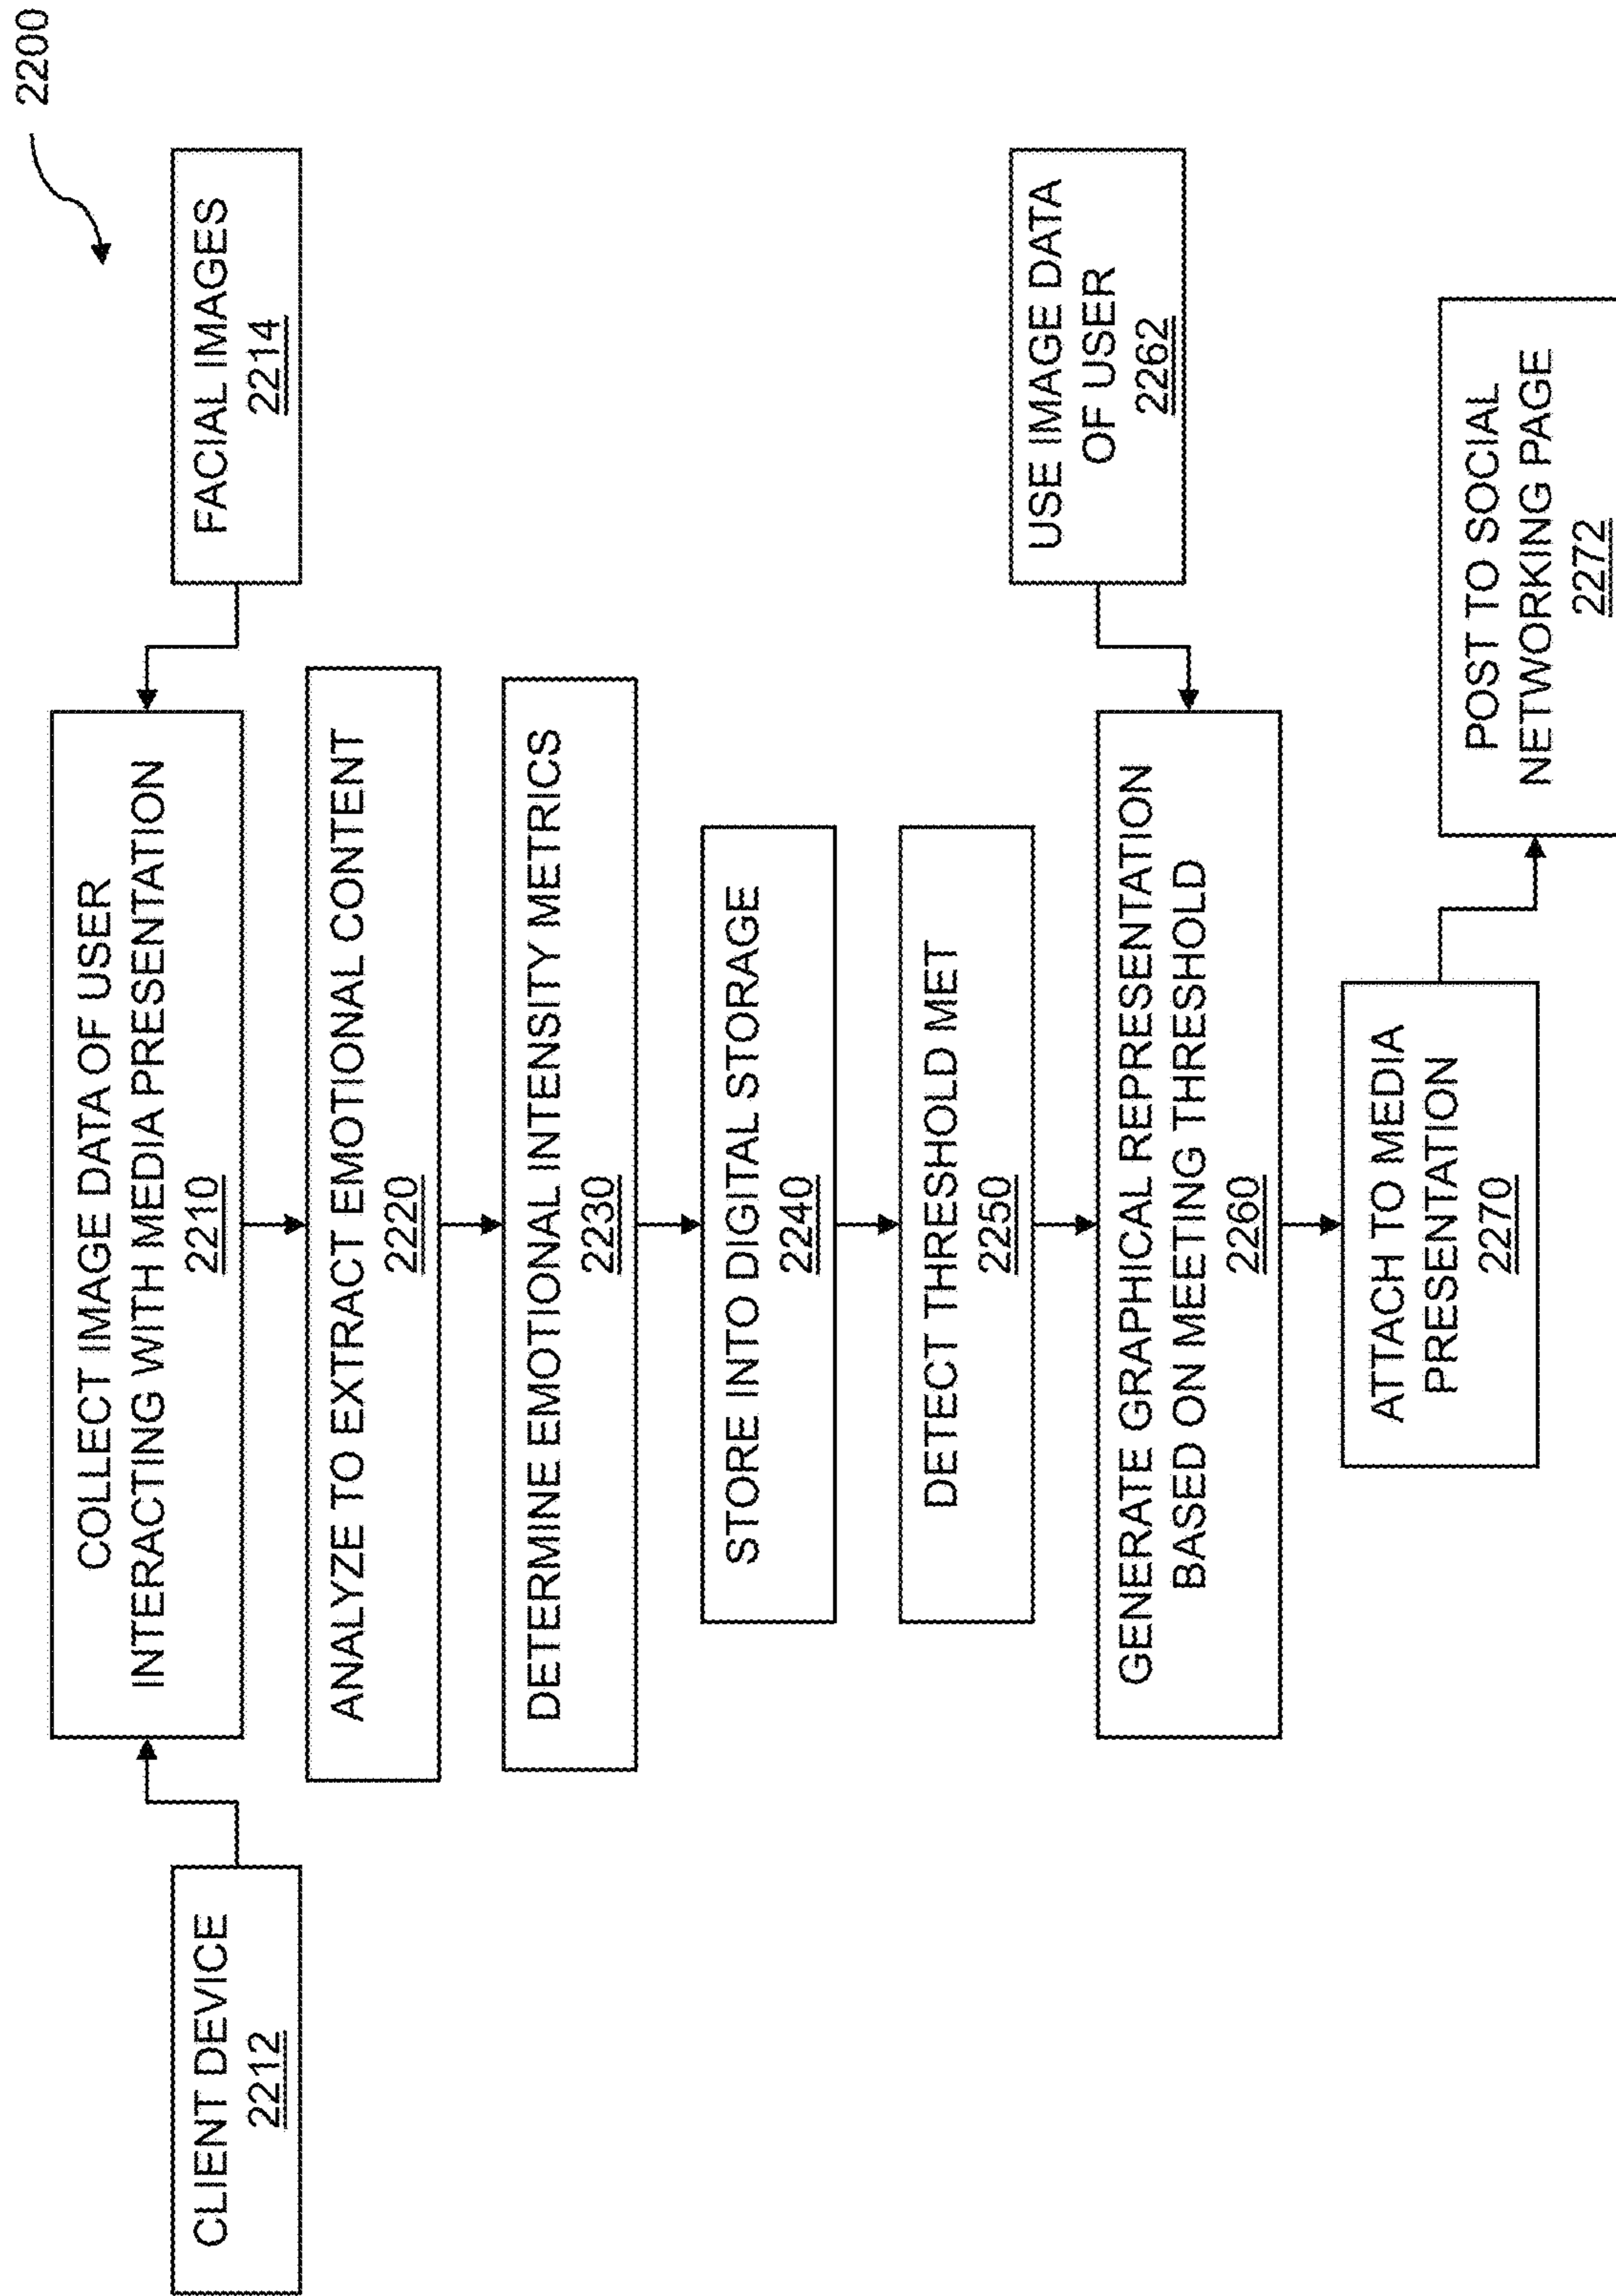 2200
COLLECT IMAGE DATA OF USER
INTERACTING WITH MEDIA PRESENTATION
2210
CLIENT DEVICE
2212
FACIAL IMAGES
2214
ANALYZE TO EXTRACT EMOTIONAL CONTENT
2220
DETERMINE EMOTIONAL INTENSITY METRICS
2230
STORE INTO DIGITAL STORAGE
2240
DETECT THRESHOLD MET
2250
GENERATE GRAPHICAL REPRESENTATION
BASED ON MEETING THRESHOLD
2260
USE IMAGE DATA
OF USER
2262
ATTACH TO MEDIA
PRESENTATION
2270
POST TO SOCIAL
NETWORKING PAGE
2272